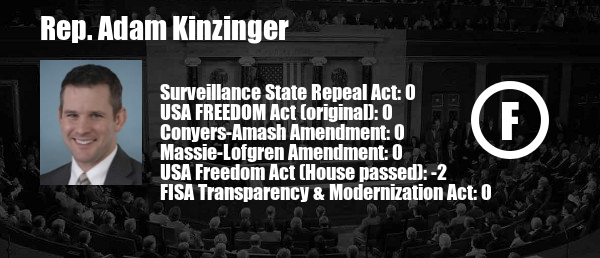 Rep. Adam Kinzinger
Surveillance State Repeal Act: 0
USA FREEDOM Act (original): 0
Conyers-Amash Amendment: 0
Massie-Lofgren Amendment: 0
USA Freedom Act (House passed): -2
FISA Transparency & Modernization Act: 0
F